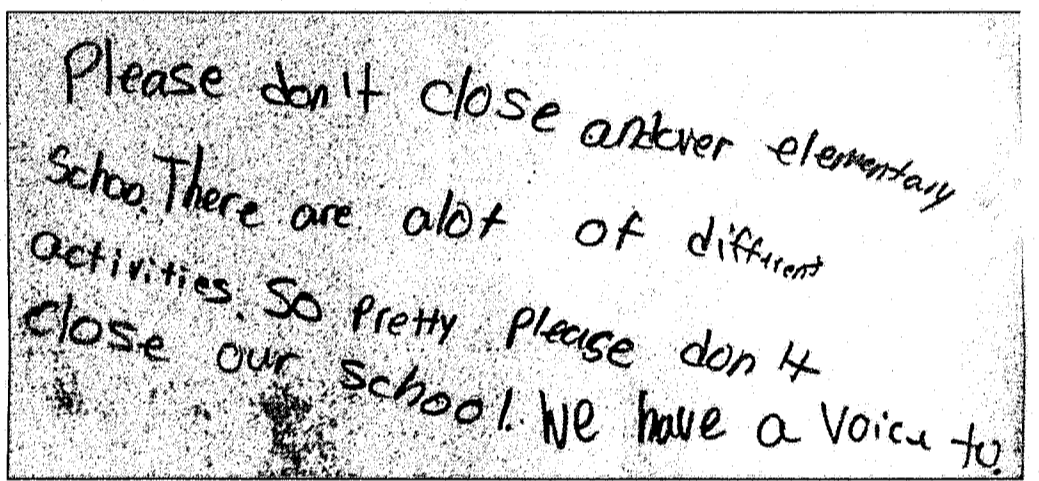 Please don't close andover elementary
Schoo. There are alot of different
activities. So Pretty please don't
close our school. We have a voice to.